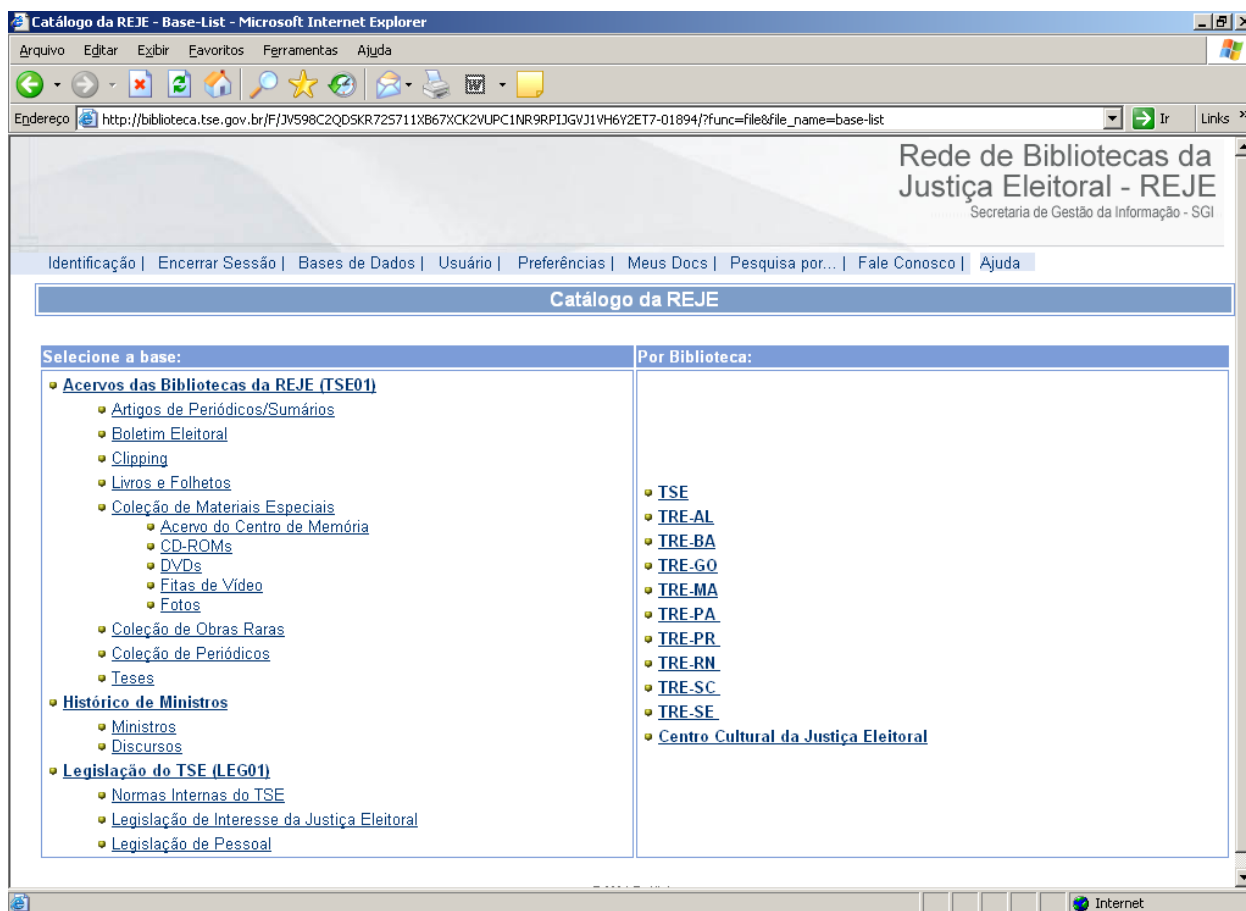 Catálogo da REJE - Base-List - Microsoft Internet Explorer
Arquivo Editar Exibir Favoritos Ferramentas Ajuda
Endereço http://biblioteca.tse.gov.br/F/JV598C2QDSKR72S711XB67XCK2VUPC1NR9RPIJGVJ1VH6Y2ET7-01894/?func=file&file_name=base-list Ir Links »
Rede de Bibliotecas da
Justiça Eleitoral - REJE
Secretaria de Gestão da Informação - SGI
Identificação | Encerrar Sessão | Bases de Dados | Usuário | Preferências | Meus Docs | Pesquisa por... | Fale Conosco | Ajuda
Catálogo da REJE
Selecione a base:
Acervos das Bibliotecas da REJE (TSE01)
Artigos de Periódicos/Sumários
Boletim Eleitoral
Clipping
Livros e Folhetos
Coleção de Materiais Especiais
Acervo do Centro de Memória
CD-ROMs
DVDs
Fitas de Vídeo
Fotos
Coleção de Obras Raras
Coleção de Periódicos
Teses
Histórico de Ministros
Ministros
Discursos
Legislação do TSE (LEG01)
Normas Internas do TSE
Legislação de Interesse da Justiça Eleitoral
Legislação de Pessoal
Por Biblioteca:
TSE
TRE-AL
TRE-BA
TRE-GO
TRE-MA
TRE-PA
TRE-PR
TRE-RN
TRE-SC
TRE-SE
Centro Cultural da Justiça Eleitoral
Internet